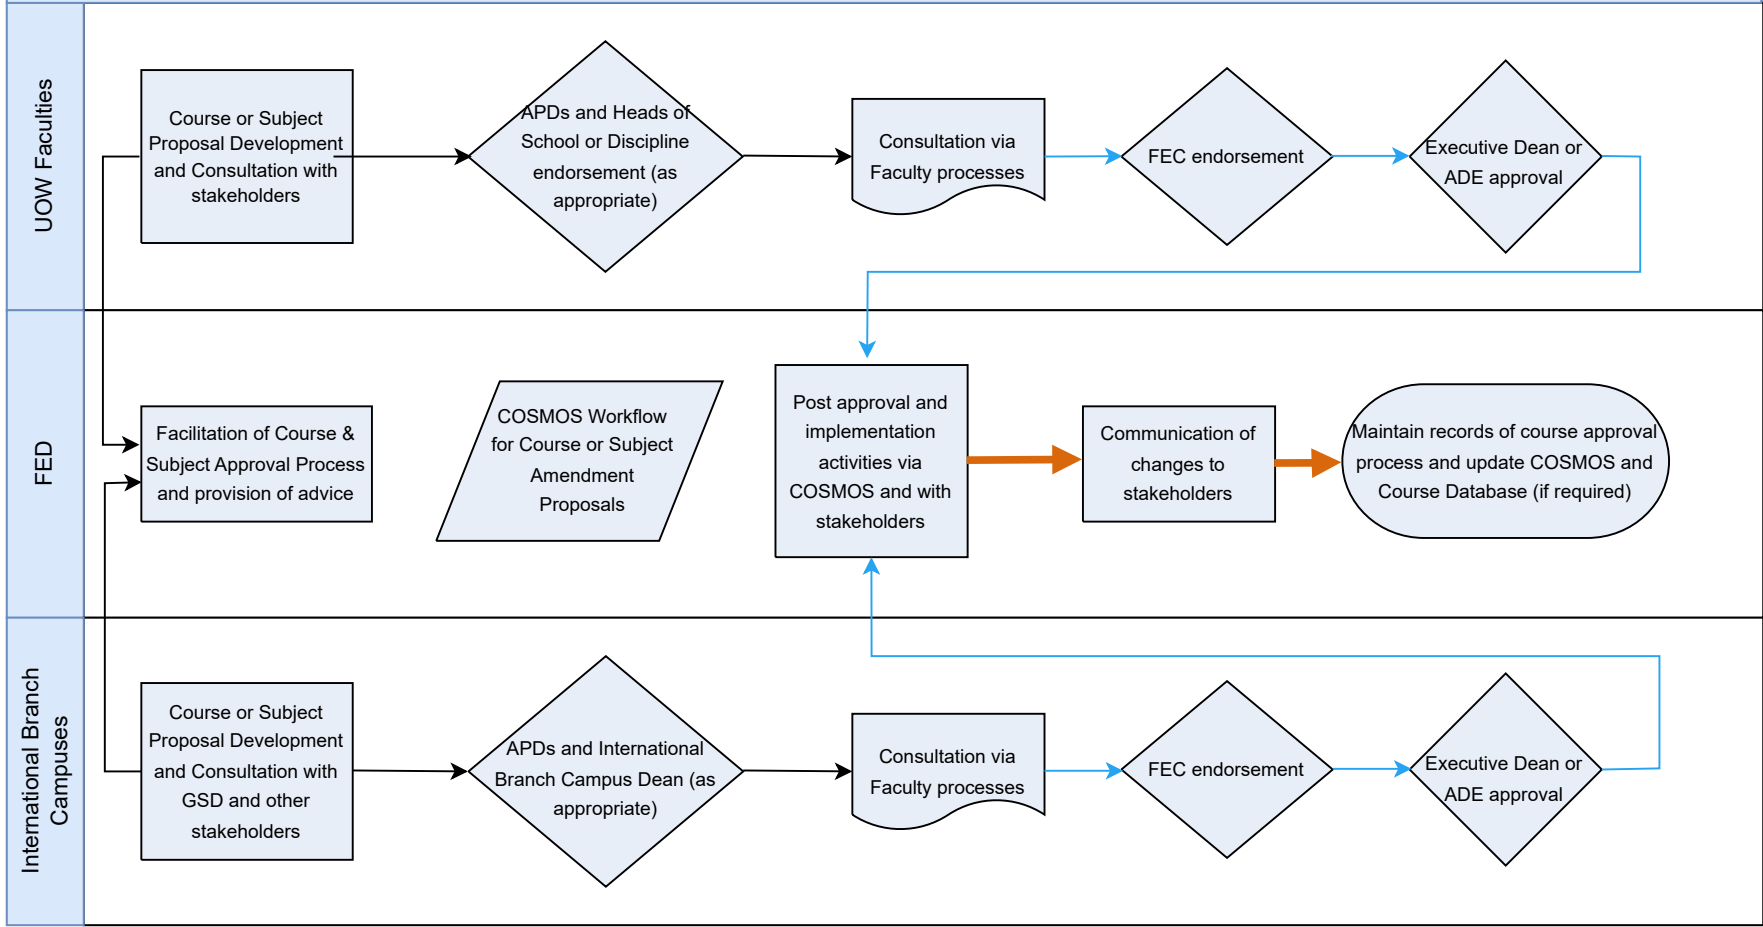 UOW Faculties
Course or Subject
Proposal Development
and Consultation with
stakeholders
APDs and Heads of
School or Discipline
endorsement (as
appropriate)
Consultation via
Faculty processes
FEC endorsement
Executive Dean or
ADE approval
FED
Facilitation of Course &
Subject Approval Process
and provision of advice
COSMOS Workflow
for Course or Subject
Amendment
Proposals
Post approval and
implementation
activities via
COSMOS and with
stakeholders
Communication of
changes to
stakeholders
Maintain records of course approval
process and update COSMOS and
Course Database (if required)
International Branch
Campuses
Course or Subject
Proposal Development
and Consultation with
GSD and other
stakeholders
APDs and International
Branch Campus Dean (as
appropriate)
Consultation via
Faculty processes
FEC endorsement
Executive Dean or
ADE approval